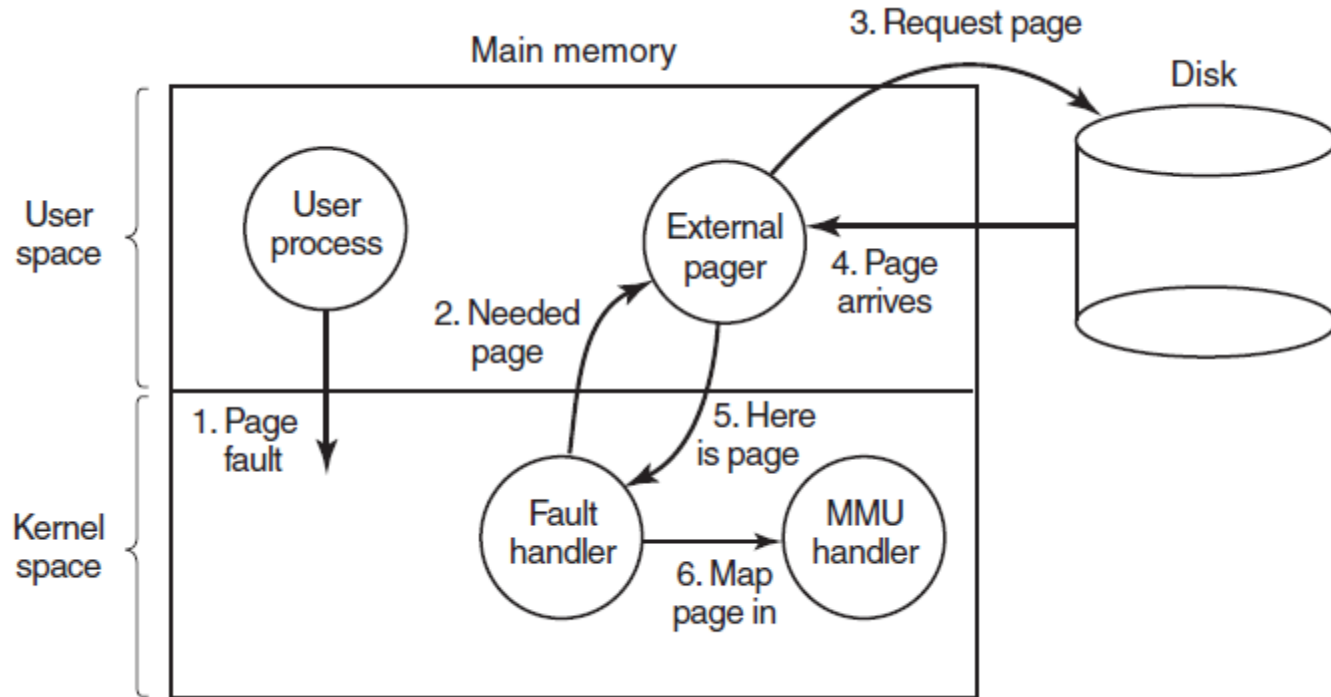 3. Request page
Main memory
Disk
User
process
User
space
External
pager
4. Page
arrives
2. Needed
page
1. Page
fault
5. Here
is page
Kernel
space
Fault
handler
MMU
handler
6. Map
page in